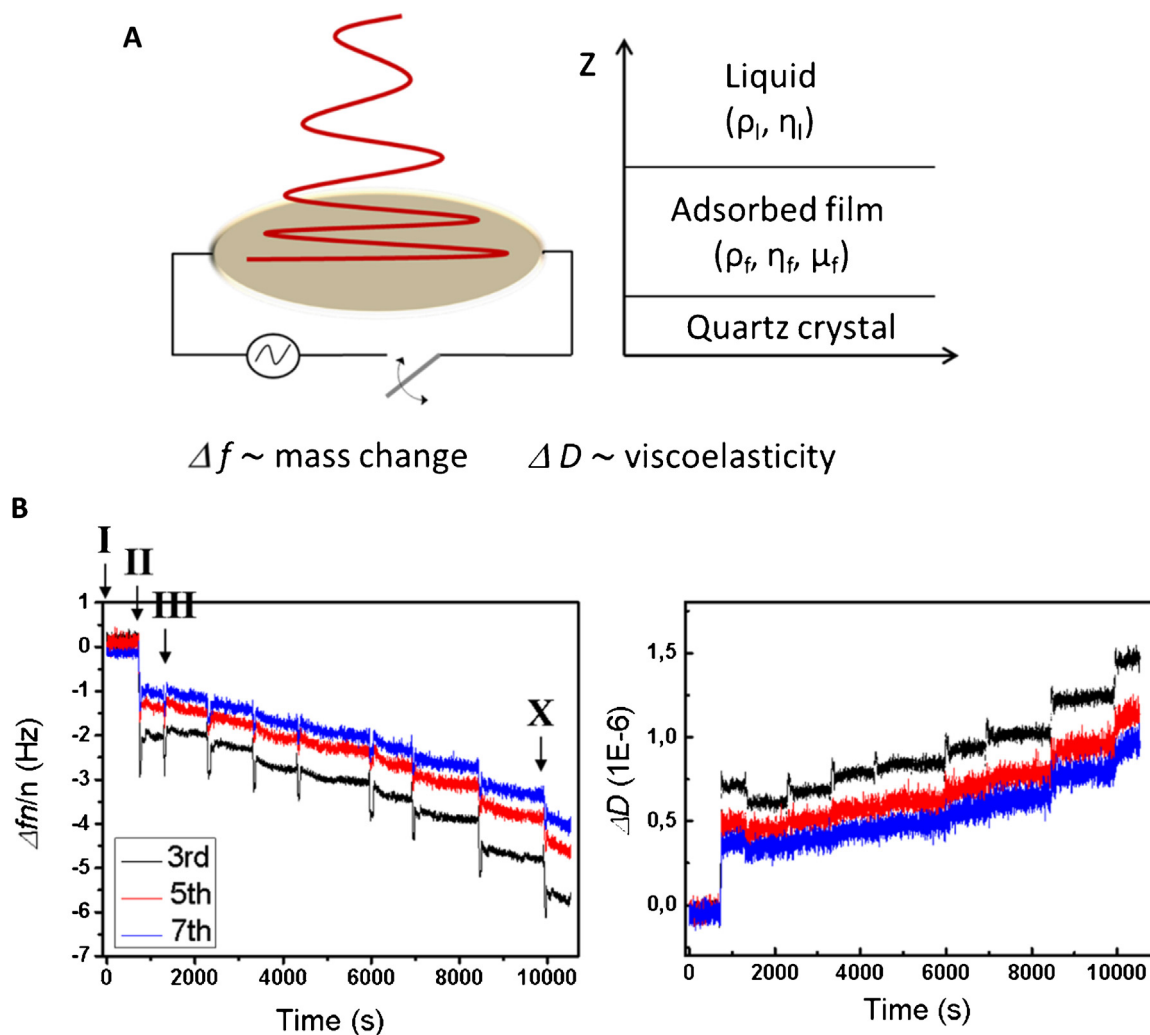 A
Z
Liquid
(ρl, ηl)
Adsorbed film
(ρf, ηf, μf)
Quartz crystal
Δf ~ mass change
ΔD ~ viscoelasticity
B
I
II
III
X
Δfn/n (Hz)
1
0
-1
-2
-3
-4
-5
-6
-7
3rd
5th
7th
0
2000
4000
6000
8000
10000
Time (s)
ΔD (1E-6)
1,5
1,0
0,5
0,0
0
2000
4000
6000
8000
10000
Time (s)